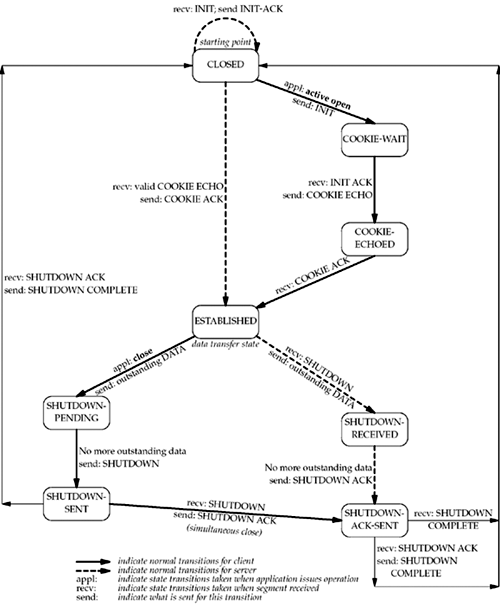 recv: INIT; send INIT-ACK
starting point
CLOSED
appl: active open
send: INIT
COOKIE-WAIT
recv: valid COOKIE ECHO
send: COOKIE ACK
recv: INIT ACK
send: COOKIE ECHO
COOKIE-
ECHOED
recv: COOKIE ACK
recv: SHUTDOWN ACK
send: SHUTDOWN COMPLETE
ESTABLISHED
data transfer state
appl: close
send: outstanding DATA
recv: SHUTDOWN
send: outstanding DATA
SHUTDOWN-
PENDING
SHUTDOWN-
RECEIVED
No more outstanding data
send: SHUTDOWN
No more outstanding data
send: SHUTDOWN ACK
SHUTDOWN-
SENT
recv: SHUTDOWN
send: SHUTDOWN ACK
(simultaneous close)
SHUTDOWN-
ACK-SENT
recv: SHUTDOWN
COMPLETE
recv: SHUTDOWN ACK
send: SHUTDOWN
COMPLETE
indicate normal transitions for client
indicate normal transitions for server
appl: indicate state transitions taken when application issues operation
recv: indicate state transitions taken when segment received
send: indicate what is sent for this transition